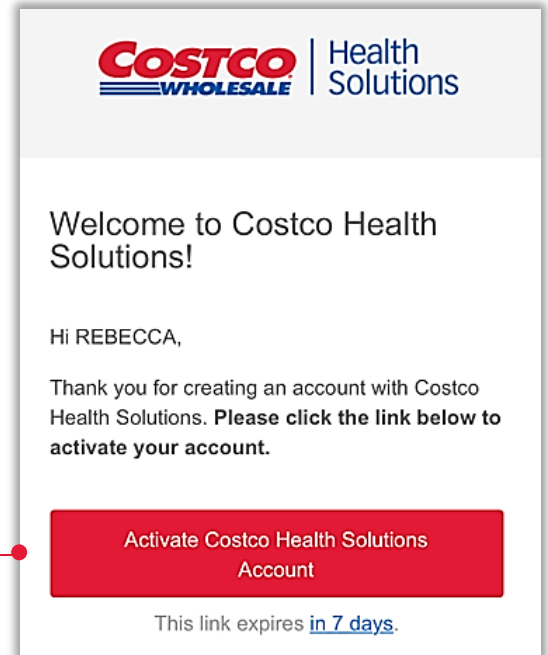 COSTCO WHOLESALE
Health Solutions
Welcome to Costco Health
Solutions!
Hi REBECCA,
Thank you for creating an account with Costco
Health Solutions. Please click the link below to
activate your account.
Activate Costco Health Solutions
Account
This link expires in 7 days.